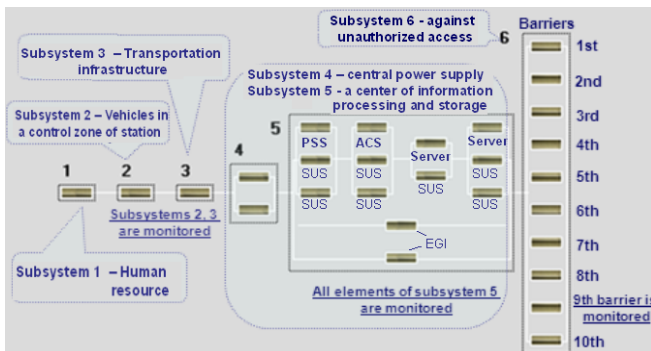 Subsystem 6 - against
unauthorized access
6
Barriers
Subsystem 3 – Transportation
infrastructure
Subsystem 4 – central power supply
Subsystem 5 - a center of information
processing and storage
Subsystem 2 – Vehicles in
a control zone of station
1
2
3
4
5
PSS
ACS
Server
Server
SUS
SUS
SUS
SUS
SUS
SUS
SUS
EGI
Subsystems 2, 3
are monitored
Subsystem 1 – Human
resource
All elements of subsystem 5
are monitored
1st
2nd
3rd
4th
5th
6th
7th
8th
9th barrier is
monitored
10th